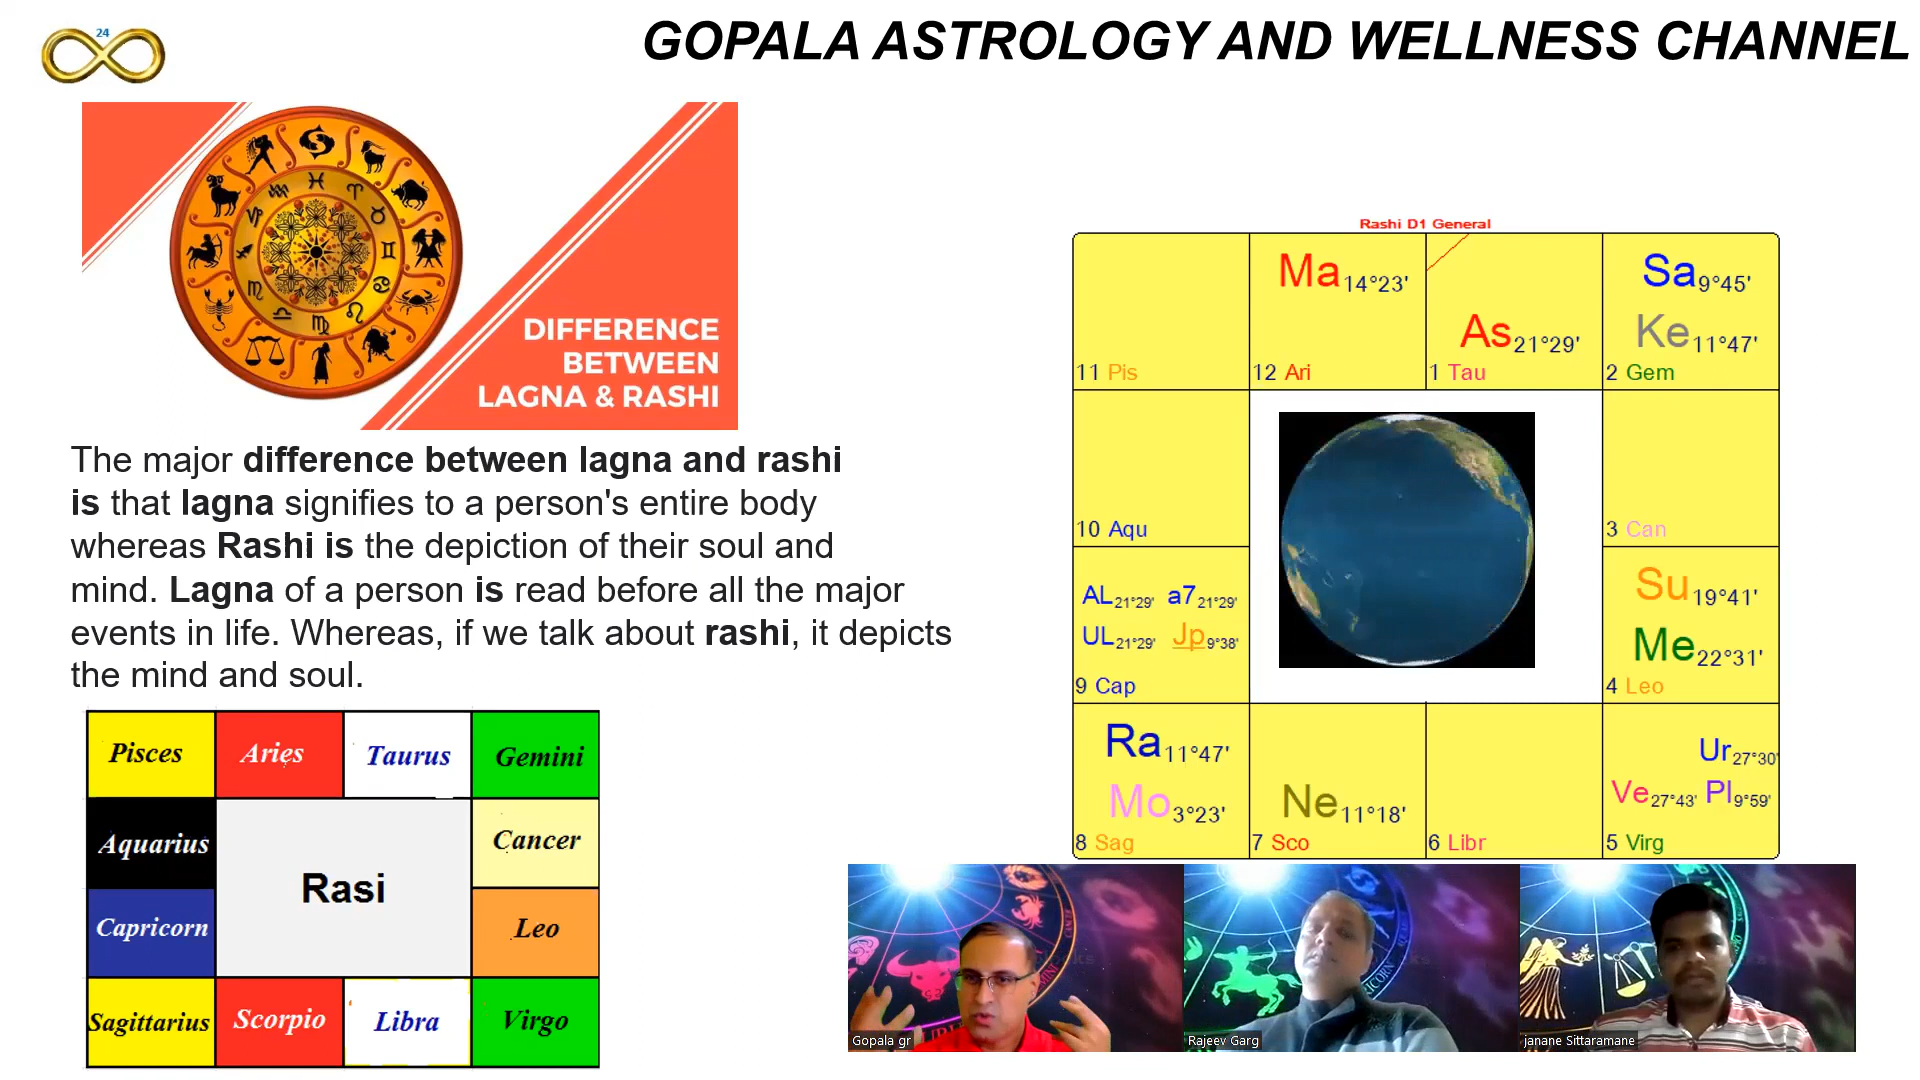 24
GOPALA ASTROLOGY AND WELLNESS CHANNEL
DIFFERENCE
BETWEEN
LAGNA & RASHI
The major difference between lagna and rashi
is that lagna signifies to a person's entire body
whereas Rashi is the depiction of their soul and
mind. Lagna of a person is read before all the major
events in life. Whereas, if we talk about rashi, it depicts
the mind and soul.
Pisces
Aries
Taurus
Gemini
Aquarius
Cancer
Rasi
Capricorn
Leo
Sagittarius
Scorpio
Libra
Virgo
Rashi D1 General
11 Pis
Ma 14°23'
12 Ari
As 21°29'
1 Tau
Sa 9°45'
Ke 11°47'
2 Gem
10 Aqu
3 Can
AL 21°29' a7 21°29'
UL 21°29' Jp 9°38'
9 Cap
Su 19°41'
Me 22°31'
4 Leo
Ra 11°47'
Mo 3°23'
8 Sag
Ne 11°18'
7 Sco
6 Libr
Ur 27°30'
Ve 27°43' Pl 9°59'
5 Virg
Gopala gr
Rajeev Garg
janane Sittaramane